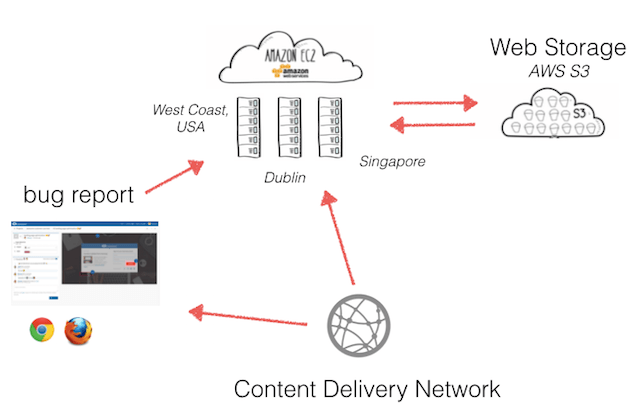 AMAZON EC2
amazon
web services
Web Storage
AWS S3
West Coast,
USA
S3
Singapore
Dublin
bug report
Content Delivery Network